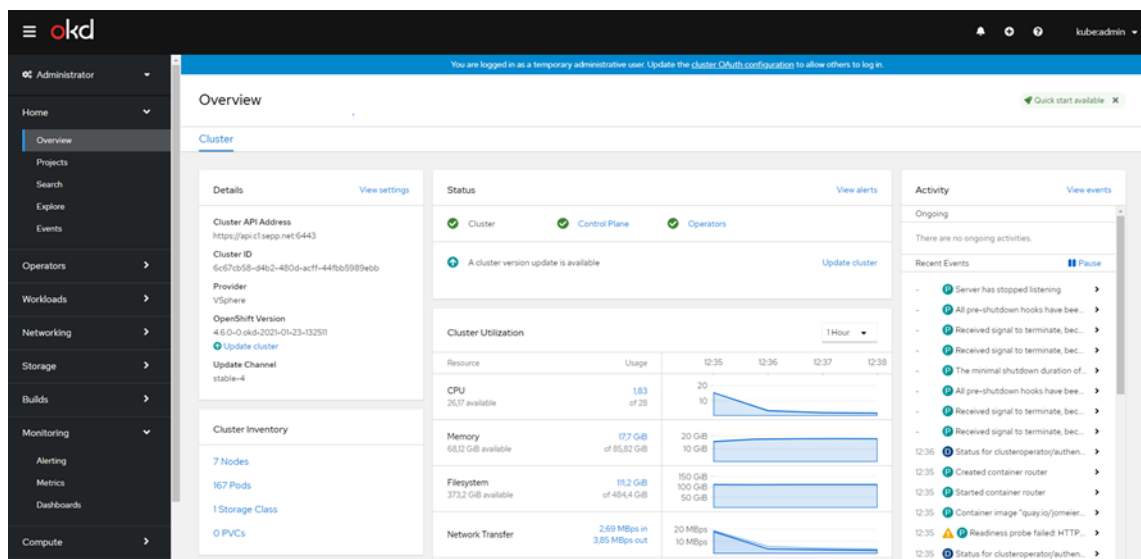 okd
kube:admin
You are logged in as a temporary administrative user. Update the cluster OAuth configuration to allow others to log in.
Administrator
Home
Overview
Projects
Search
Explore
Events
Operators
Workloads
Networking
Storage
Builds
Monitoring
Alerting
Metrics
Dashboards
Compute
Overview
Quick start available
Cluster
Details
View settings
Cluster API Address
https://api.c1.sepp.net:6443
Cluster ID
6c67cb58-d4b2-480d-acff-44fbb5989ebb
Provider
VSphere
OpenShift Version
4.6.0-0.okd-2021-01-23-132511
Update cluster
Update Channel
stable-4
Cluster Inventory
7 Nodes
167 Pods
1 Storage Class
0 PVCs
Status
View alerts
Cluster
Control Plane
Operators
A cluster version update is available
Update cluster
Cluster Utilization
1 Hour
Resource
Usage
12:35
12:36
12:37
12:38
CPU
1,83
26,17 available
of 28
20
10
Memory
17,7 GiB
68,12 GiB available
of 85,82 GiB
20 GiB
10 GiB
Filesystem
111,2 GiB
373,2 GiB available
of 484,4 GiB
150 GiB
100 GiB
50 GiB
Network Transfer
2,69 MBps in
3,85 MBps out
20 MBps
10 MBps
Activity
View events
Ongoing
There are no ongoing activities.
Recent Events
Pause
- P Server has stopped listening
- P All pre-shutdown hooks have bee...
- P Received signal to terminate, bec...
- P Received signal to terminate, bec...
- P The minimal shutdown duration of...
- P All pre-shutdown hooks have bee...
- P Received signal to terminate, bec...
- P Received signal to terminate, bec...
12:36 D Status for clusteroperator/authen...
12:35 P Created container router
12:35 P Started container router
12:35 P Container image "quay.io/jomeier...
12:35 P Readiness probe failed: HTTP...
12:35 D Status for clusteroperator/authen...